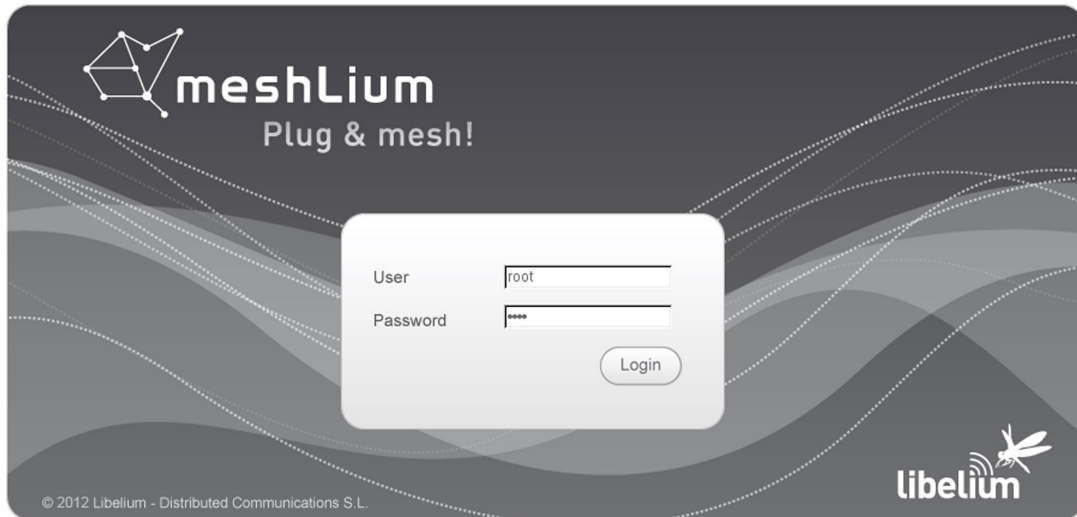 meshLium
Plug & mesh!
User root
Password ••••
Login
© 2012 Libelium - Distributed Communications S.L.
libelium